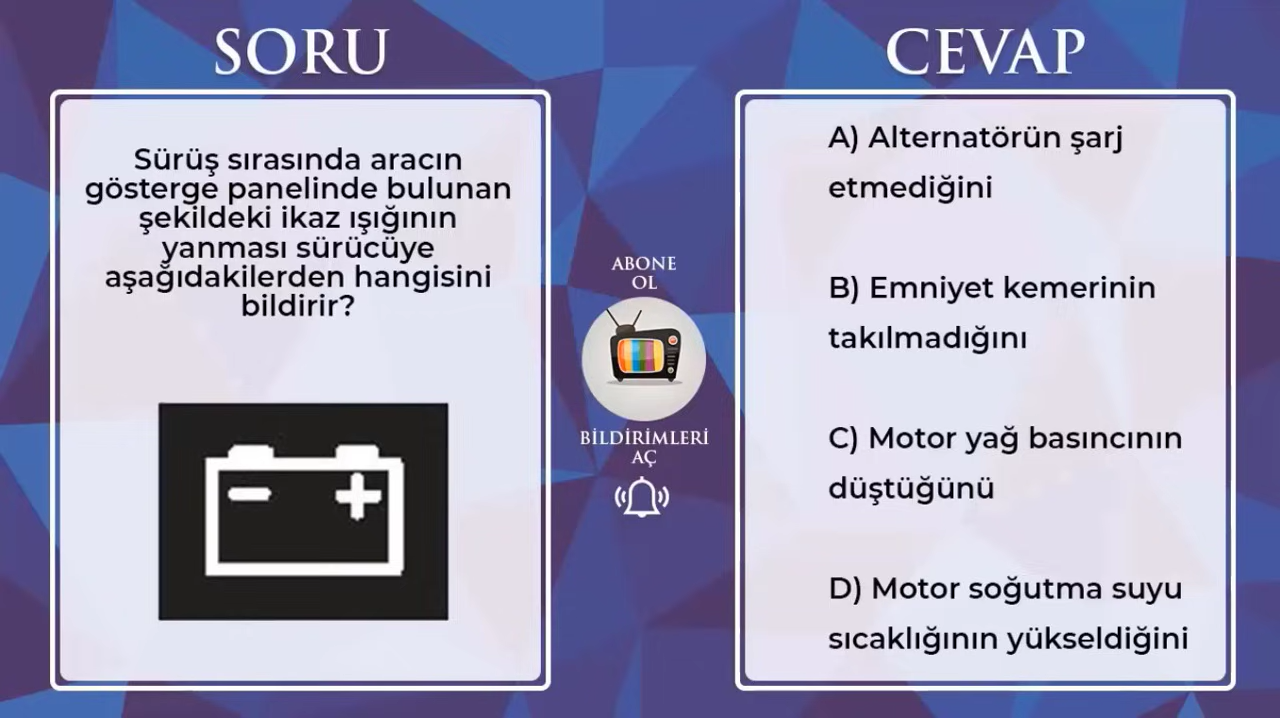 SORU
Sürüş sırasında aracın
gösterge panelinde bulunan
şekildeki ikaz ışığının
yanması sürücüye
aşağıdakilerden hangisini
bildirir?
ABONE
OL
BİLDİRİMLERİ
AÇ
CEVAP
A) Alternatörün şarj
etmediğini
B) Emniyet kemerinin
takılmadığını
C) Motor yağ basıncının
düştüğünü
D) Motor soğutma suyu
sıcaklığının yükseldiğini